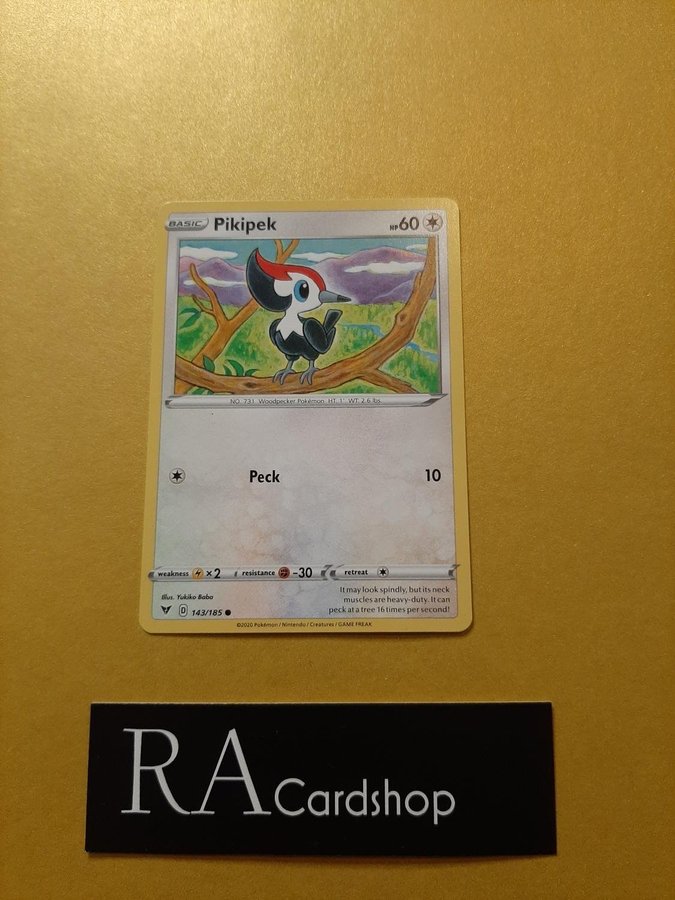 BASIC Pikipek HP 60
NO. 731 Woodpecker Pokémon HT. 1' WT. 2.6 lbs.
Peck 10
weakness ×2 resistance -30 retreat
Illus. Yukiko Baba
It may look spindly, but its neck
muscles are heavy-duty. It can
peck at a tree 16 times per second!
D 143/185
©2020 Pokémon / Nintendo / Creatures / GAME FREAK
RA Cardshop